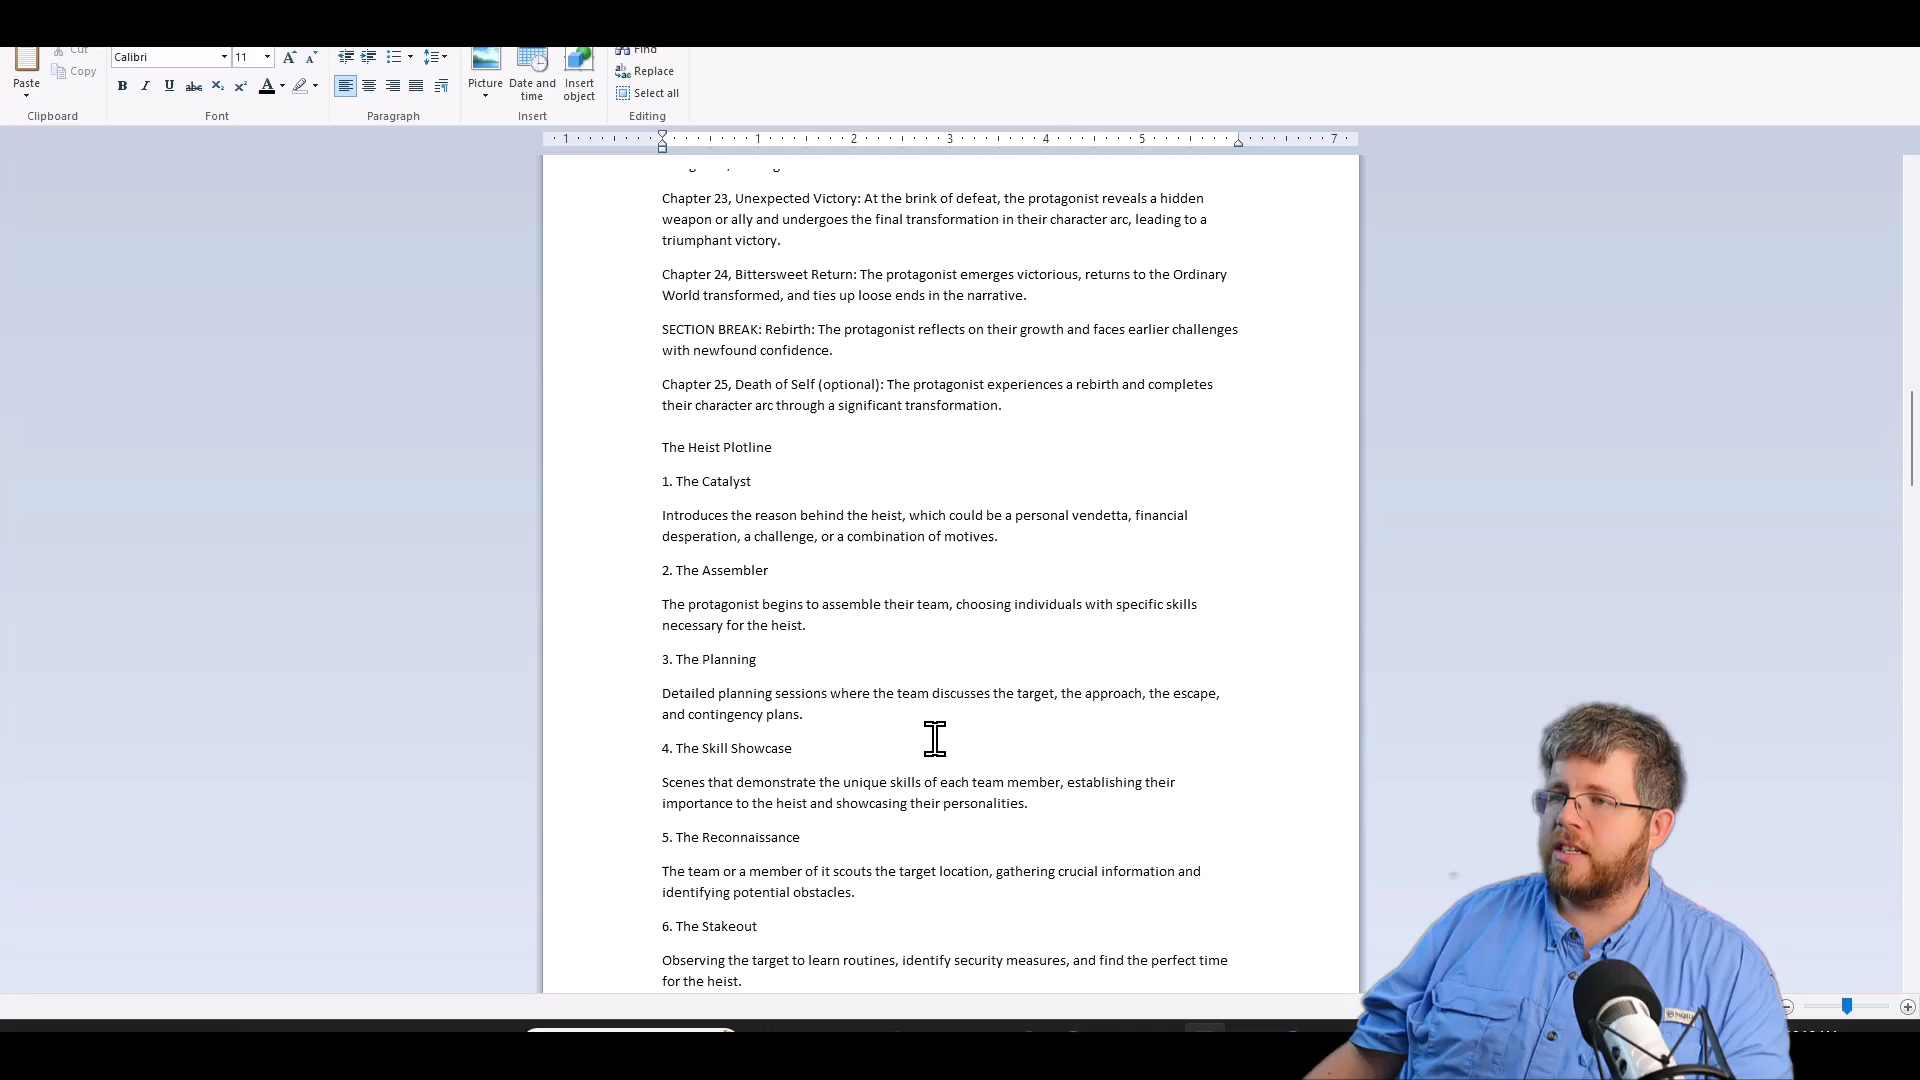 Cut
Copy
Paste
Clipboard
Calibri
11
B I U abc X₂ X² A
Font
Paragraph
Picture
Date and
time
Insert
object
Insert
Find
Replace
Select all
Editing
1 1 2 3 4 5 7
Chapter 23, Unexpected Victory: At the brink of defeat, the protagonist reveals a hidden
weapon or ally and undergoes the final transformation in their character arc, leading to a
triumphant victory.
Chapter 24, Bittersweet Return: The protagonist emerges victorious, returns to the Ordinary
World transformed, and ties up loose ends in the narrative.
SECTION BREAK: Rebirth: The protagonist reflects on their growth and faces earlier challenges
with newfound confidence.
Chapter 25, Death of Self (optional): The protagonist experiences a rebirth and completes
their character arc through a significant transformation.
The Heist Plotline
1. The Catalyst
Introduces the reason behind the heist, which could be a personal vendetta, financial
desperation, a challenge, or a combination of motives.
2. The Assembler
The protagonist begins to assemble their team, choosing individuals with specific skills
necessary for the heist.
3. The Planning
Detailed planning sessions where the team discusses the target, the approach, the escape,
and contingency plans.
4. The Skill Showcase
Scenes that demonstrate the unique skills of each team member, establishing their
importance to the heist and showcasing their personalities.
5. The Reconnaissance
The team or a member of it scouts the target location, gathering crucial information and
identifying potential obstacles.
6. The Stakeout
Observing the target to learn routines, identify security measures, and find the perfect time
for the heist.